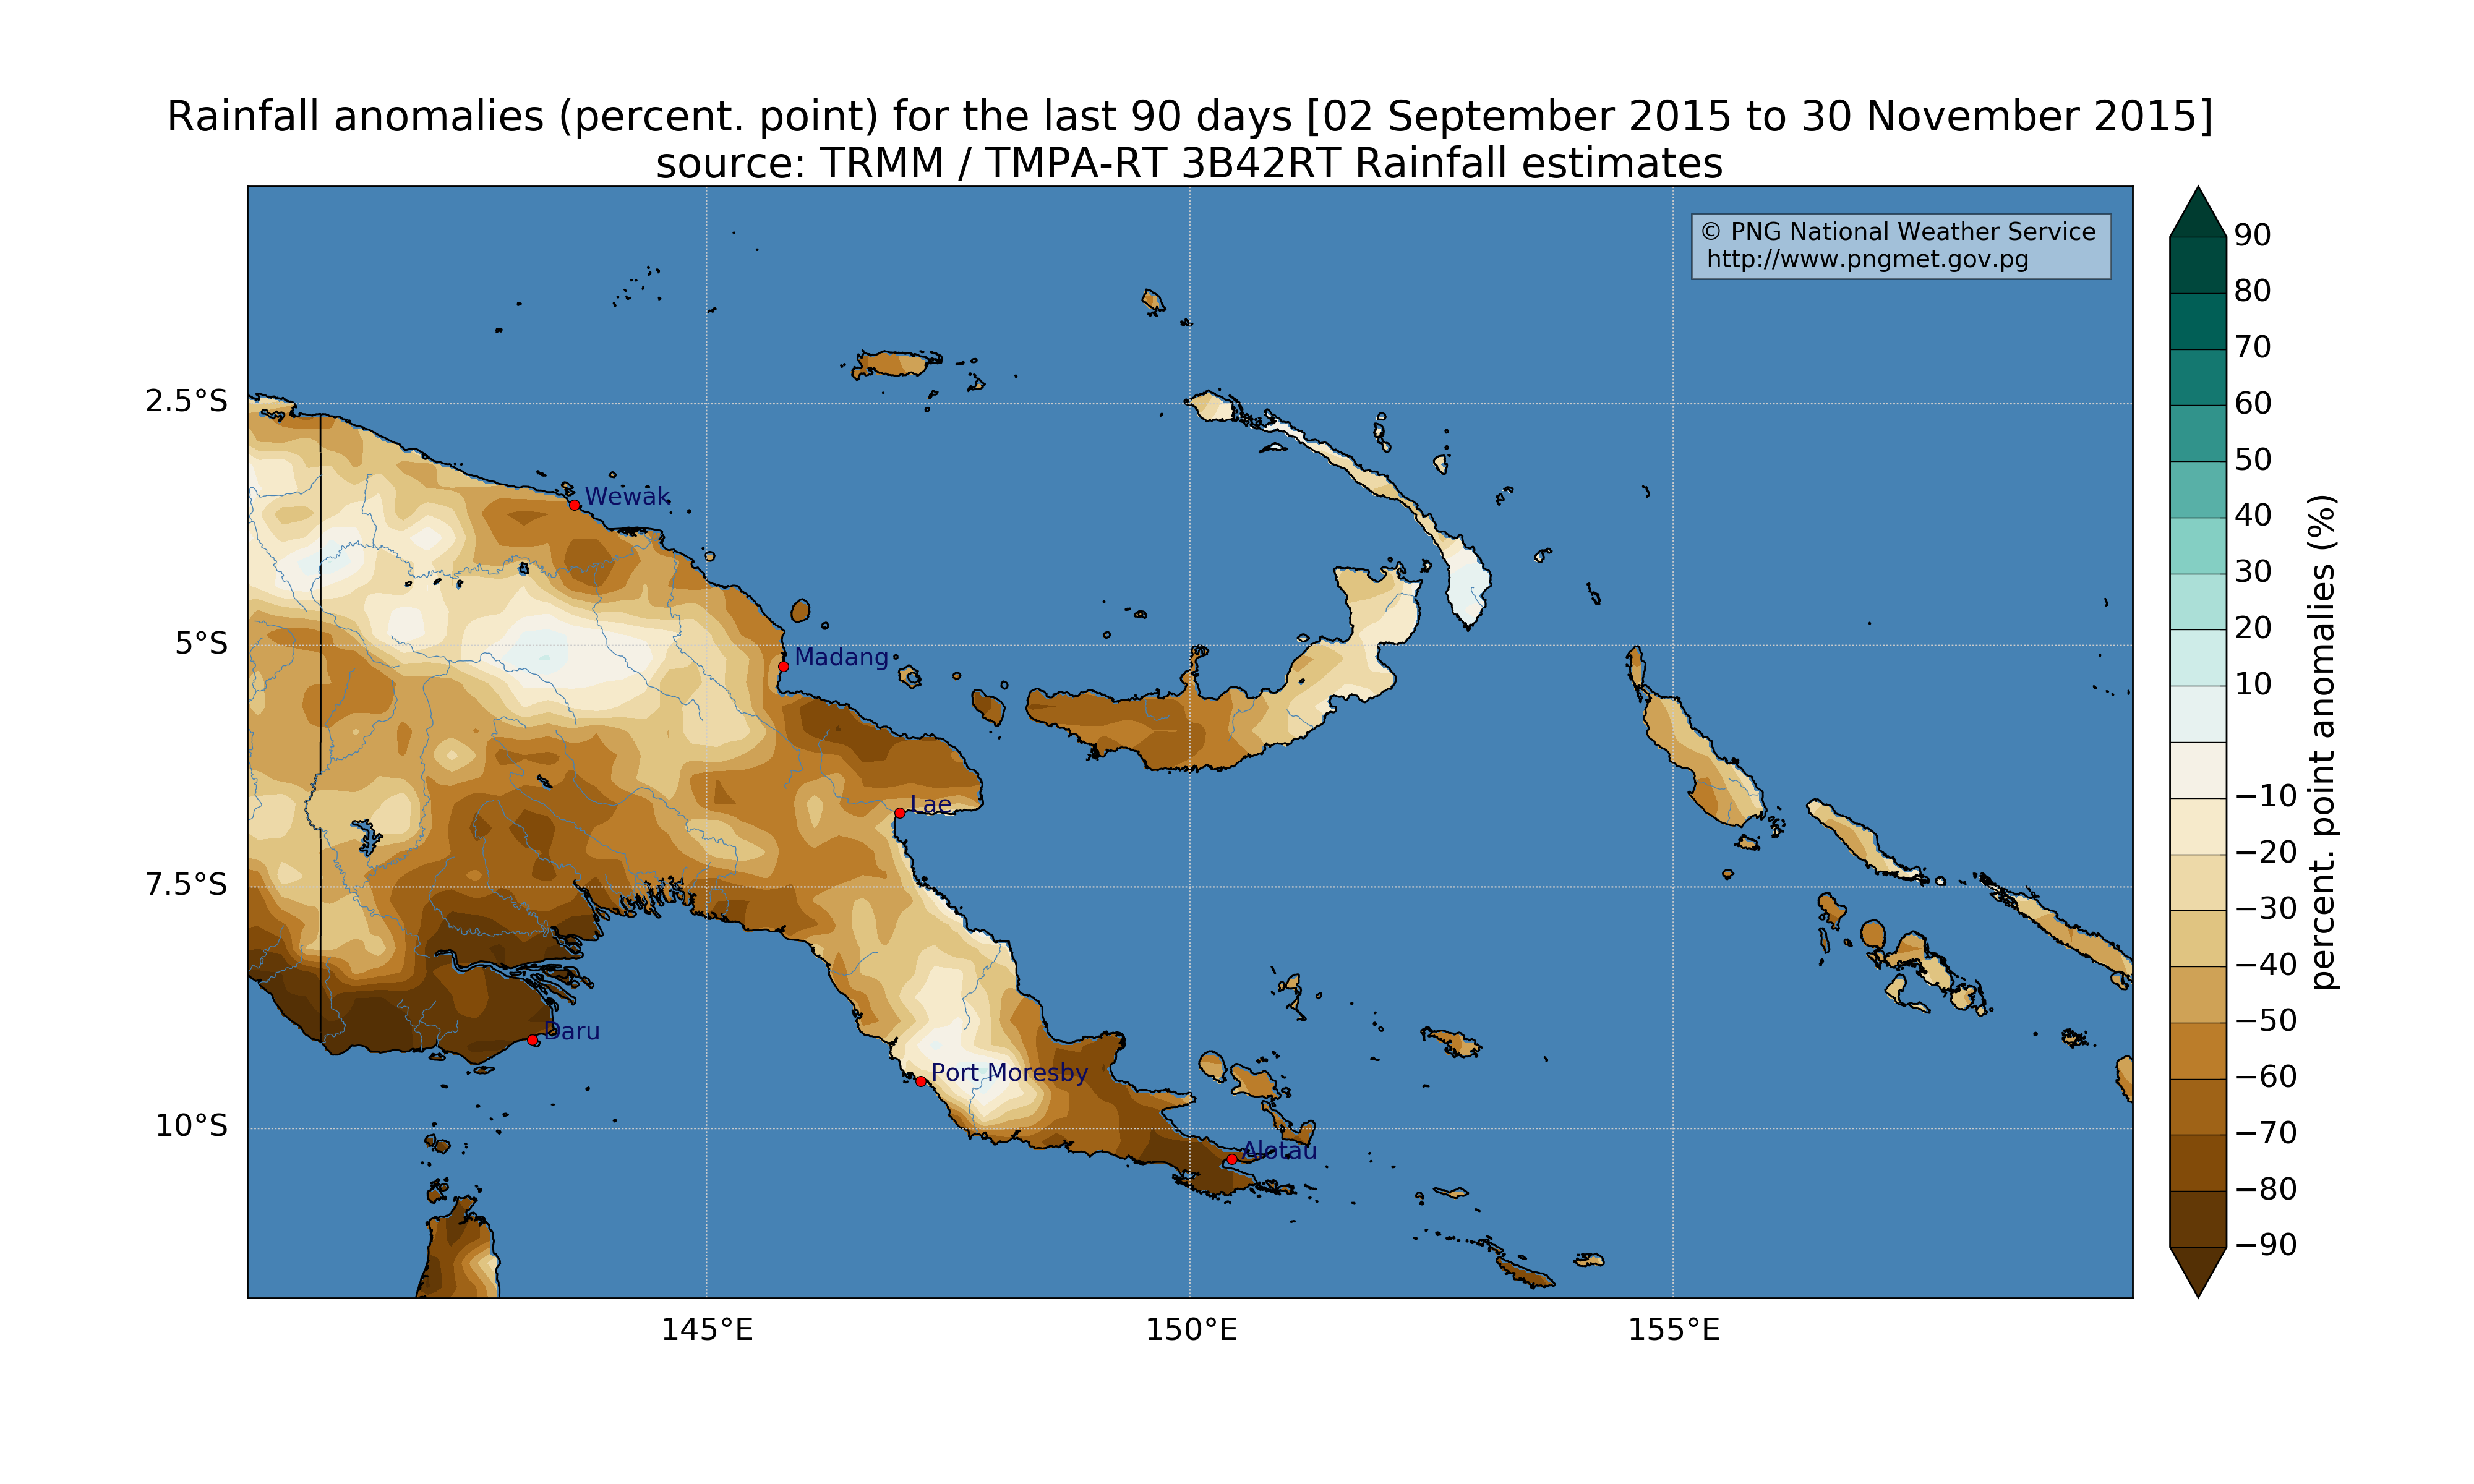 Rainfall anomalies (percent. point) for the last 90 days [02 September 2015 to 30 November 2015]
source: TRMM / TMPA-RT 3B42RT Rainfall estimates
© PNG National Weather Service
http://www.pngmet.gov.pg
2.5°S
5°S
7.5°S
10°S
145°E
150°E
155°E
Wewak
Madang
Lae
Daru
Port Moresby
Alotau
90
80
70
60
50
40
30
20
10
−10
−20
−30
−40
−50
−60
−70
−80
−90
percent. point anomalies (%)